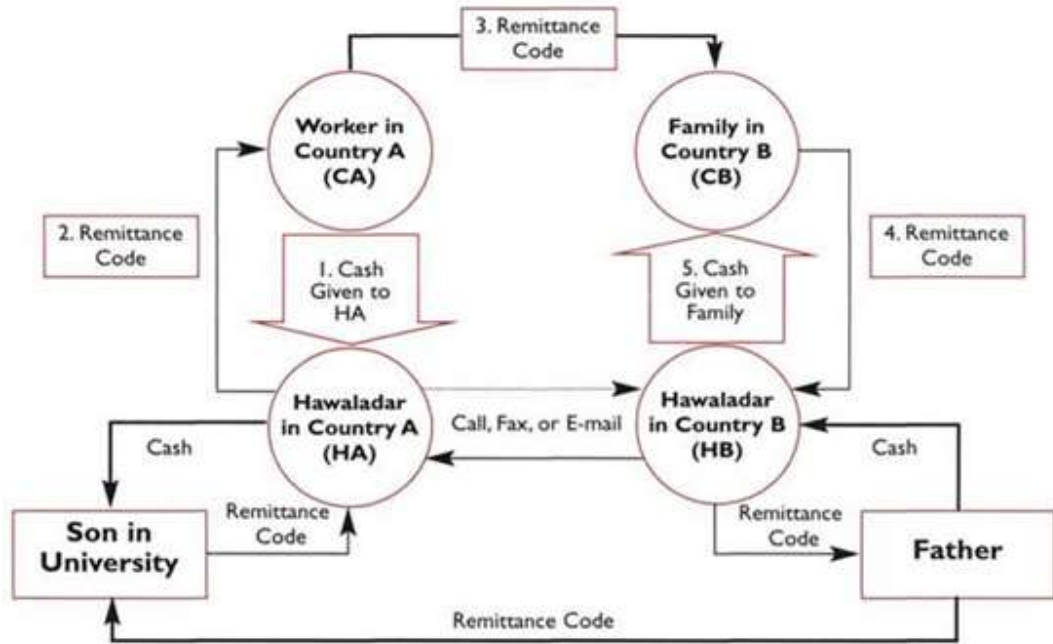 3. Remittance
Code
Worker in
Country A
(CA)
Family in
Country B
(CB)
2. Remittance
Code
1. Cash
Given to
HA
5. Cash
Given to
Family
4. Remittance
Code
Hawaladar
in Country A
(HA)
Call, Fax, or E-mail
Hawaladar
in Country B
(HB)
Cash
Cash
Son in
University
Remittance
Code
Remittance
Code
Father
Remittance Code